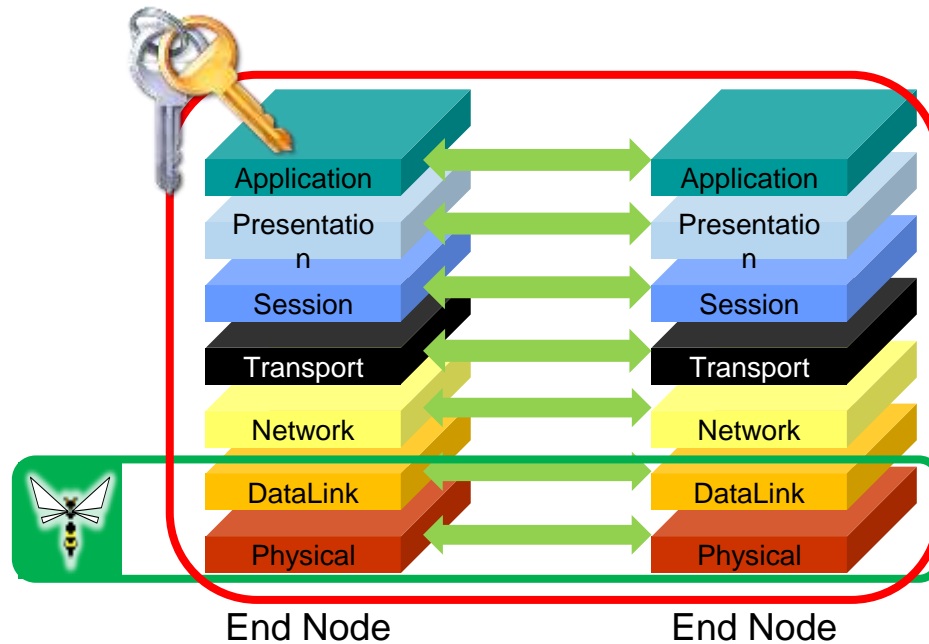 Application
Presentatio
n
Session
Transport
Network
DataLink
Physical
End Node
Application
Presentatio
n
Session
Transport
Network
DataLink
Physical
End Node